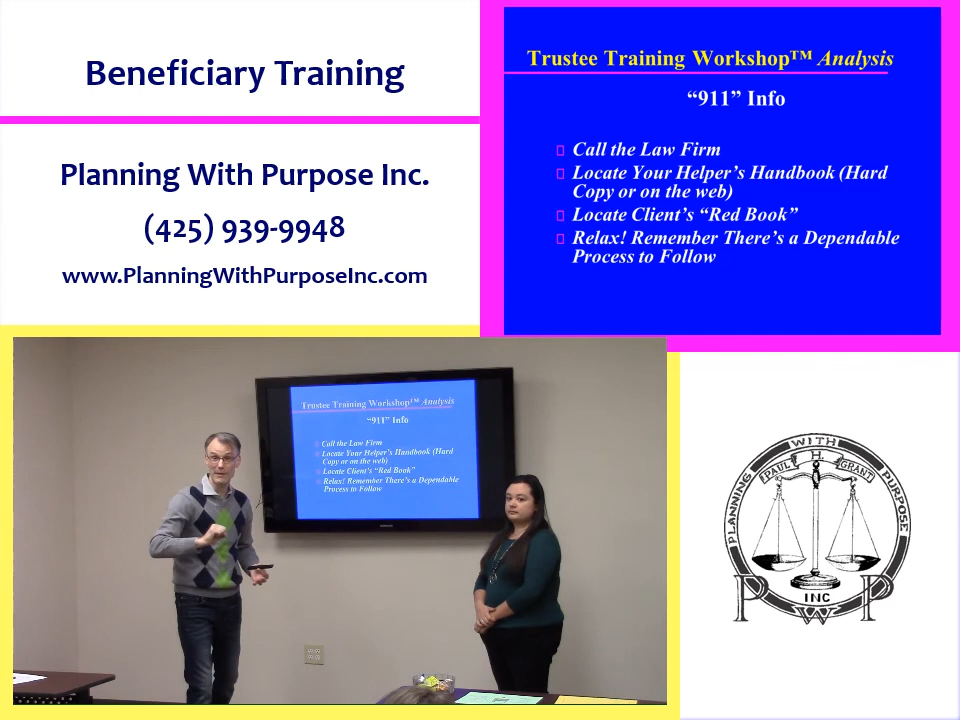 Beneficiary Training
Planning With Purpose Inc.
(425) 939-9948
www.PlanningWithPurposeInc.com
Trustee Training Workshop™ Analysis
“911” Info
Call the Law Firm
Locate Your Helper’s Handbook (Hard
Copy or on the web)
Locate Client’s “Red Book”
Relax! Remember There’s a Dependable
Process to Follow
Trustee Training Workshop™ Analysis
“911” Info
Call the Law Firm
Locate Your Helper’s Handbook (Hard
Copy or on the web)
Locate Client’s “Red Book”
Relax! Remember There’s a Dependable
Process to Follow
PLANNING WITH PURPOSE
PAUL H. GRANT
INC
PWP